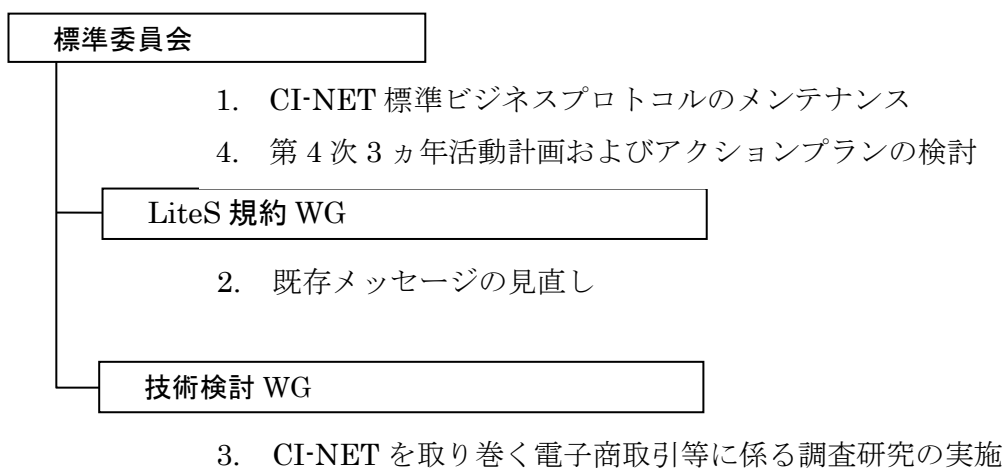 標準委員会
1. CI-NET 標準ビジネスプロトコルのメンテナンス
4. 第 4 次 3 ヵ年活動計画およびアクションプランの検討
LiteS 規約 WG
2. 既存メッセージの見直し
技術検討 WG
3. CI-NET を取り巻く電子商取引等に係る調査研究の実施